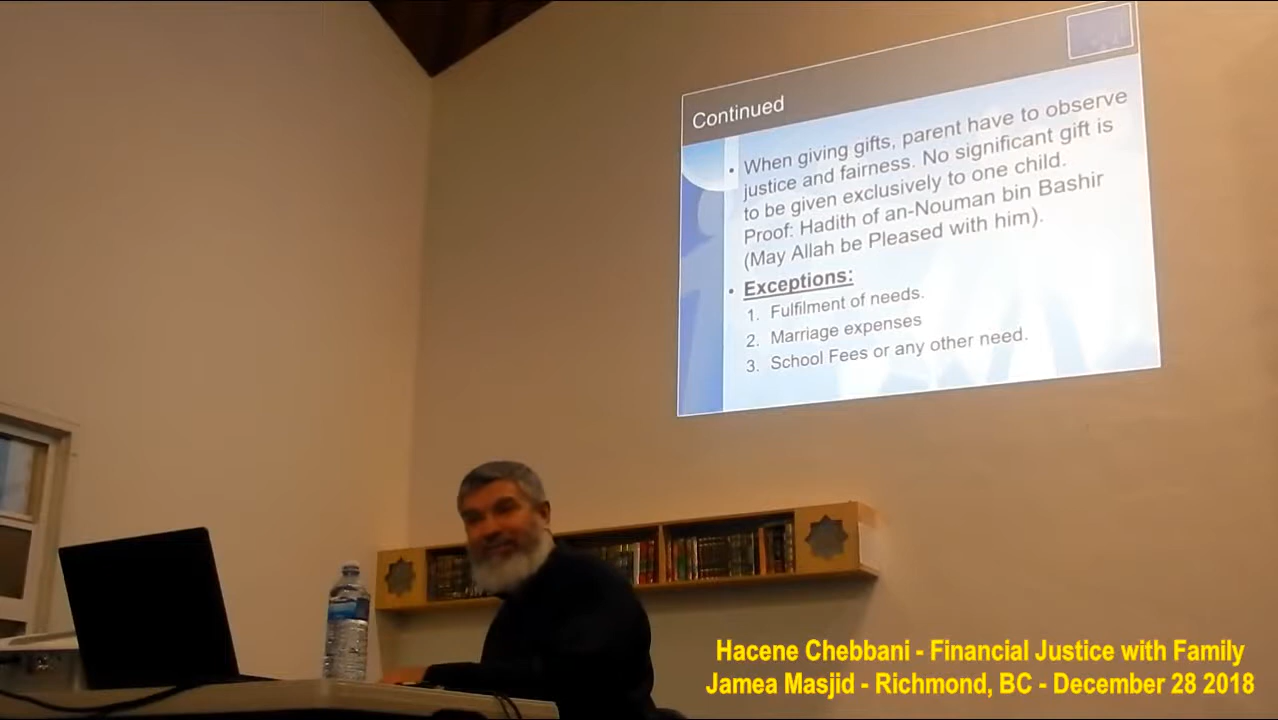 Continued
• When giving gifts, parent have to observe
justice and fairness. No significant gift is
to be given exclusively to one child.
Proof: Hadith of an-Nouman bin Bashir
(May Allah be Pleased with him).
• Exceptions:
1. Fulfilment of needs.
2. Marriage expenses
3. School Fees or any other need.
Hacene Chebbani - Financial Justice with Family
Jamea Masjid - Richmond, BC - December 28 2018